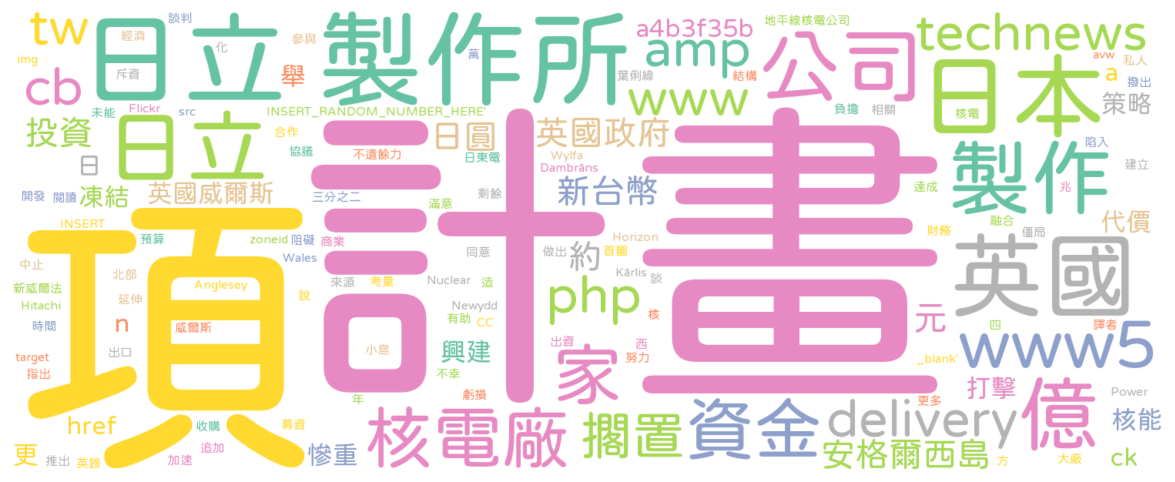 tw
談判
經濟
日立
製作所
化
參與
舉
萬
a4b3f35b
地平線核電公司
amp
公司
technews
avw
a
私人
img
斥資
cb
結構
葉俐緯
日本
撥出
策略
未能
Flickr
src
INSERT_RANDOM_NUMBER_HERE'
www
負擔
相關
核電
投資
日立
合作
日圓
英國政府
陷入
協議
不遺餘力
日東電
Wylfa
Dambrāns
製作
建立
日
開發
閱讀
凍結
英國威爾斯
三分之二
剩餘
新台幣
達成
兆
項
計畫
滿意
INSERT
代價
融合
僵局
財務
預算
zoneid
阻礙
商業
Wales
同意
做出
Horizon
首圖
約
英國
中止
北部
Anglesey
來源
考量
Nuclear
造
Kārlis
談
php
新威爾法
Hitachi
延伸
銳
Newydd
有助
CC
元
時間
n
威爾斯
核
四
譯者
www5
出口
小島
興建
出資
西
家
努力
_blank'
target
指出
不幸
打擊
年
虧損
更多
Power
href
收購
募資
核電廠
擱置
資金
delivery
億
核能
更
推出
英鎊
加速
追加
慘重
安格爾西島
方
大廠
ck